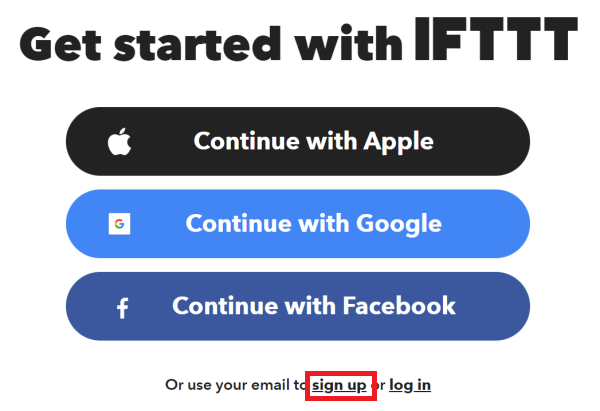 Get started with IFTTT
Continue with Apple
Continue with Google
Continue with Facebook
Or use your email to sign up or log in